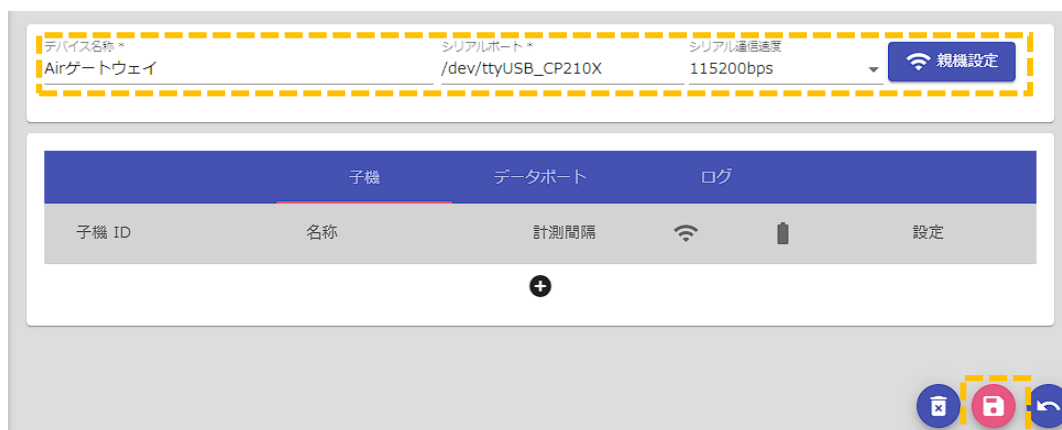 デバイス名称 * シリアルポート * シリアル通信速度
Airゲートウェイ /dev/ttyUSB_CP210X 115200bps 親機設定
子機 データポート ログ
子機 ID 名称 計測間隔 設定